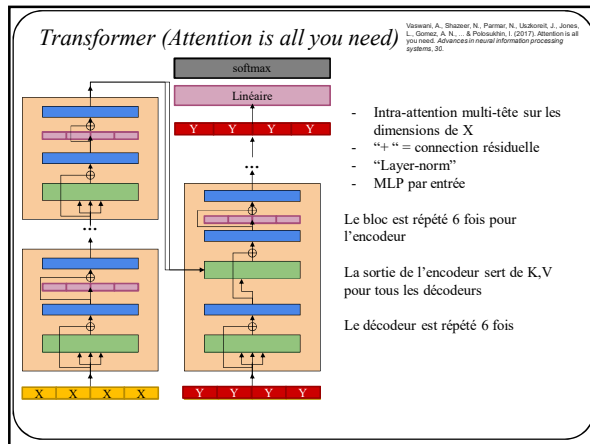 Transformer (Attention is all you need)
Vaswani, A., Shazeer, N., Parmar, N., Uszkoreit, J., Jones,
L., Gomez, A. N., ... & Polosukhin, I. (2017). Attention is all
you need. Advances in neural information processing
systems, 30.
softmax
Linéaire
Y Y Y Y
...
...
X X X X
Y Y Y Y
- Intra-attention multi-tête sur les
dimensions de X
- “+ “ = connection résiduelle
- “Layer-norm”
- MLP par entrée
Le bloc est répété 6 fois pour
l’encodeur
La sortie de l’encodeur sert de K,V
pour tous les décodeurs
Le décodeur est répété 6 fois